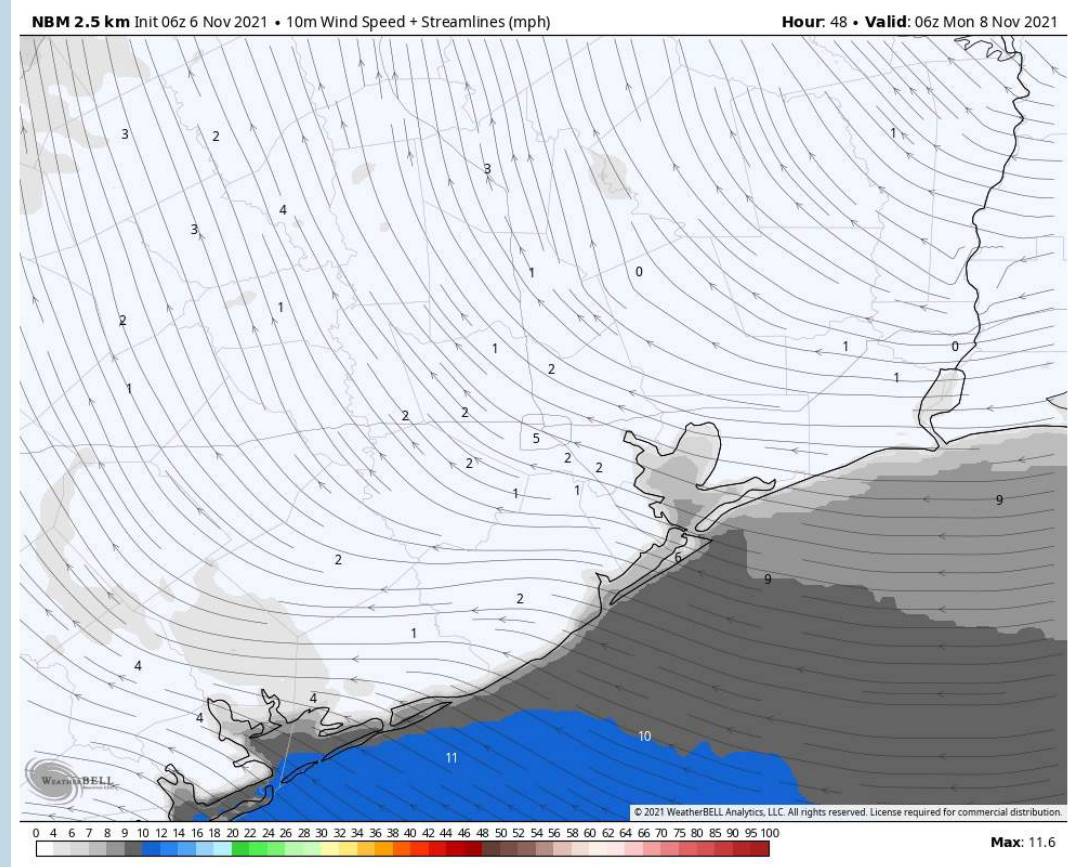 NBM 2.5 km Init 06z 6 Nov 2021 • 10m Wind Speed + Streamlines (mph) Hour: 48 • Valid: 06z Mon 8 Nov 2021
3 2 1
3
4
3
1 0
1
2
1 1 0
2 1
1
2 2
5
2 2 2
1 1 9
2 6
9
2
1
4
4
4
10
11
WEATHERBELL
© 2021 WeatherBELL Analytics, LLC. All rights reserved. License required for commercial distribution.
0 4 6 7 8 9 10 12 14 16 18 20 22 24 26 28 30 32 34 36 38 40 42 44 46 48 50 52 54 56 58 60 62 64 66 70 75 80 85 90 95 100
Max: 11.6